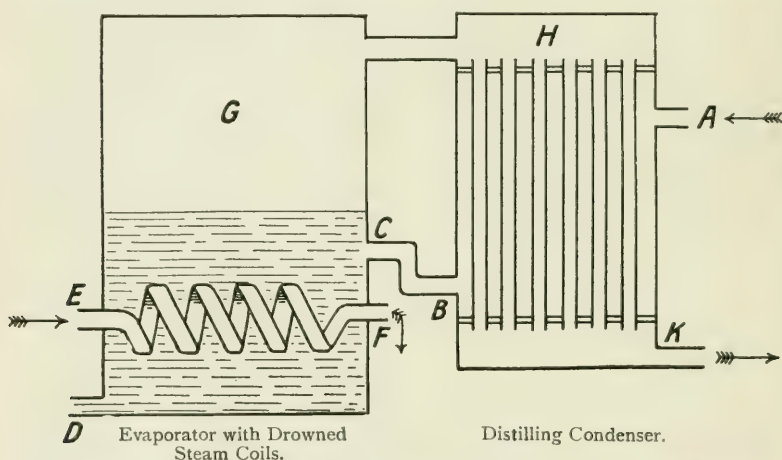 H
G
A
C
E
B
F
K
D
Evaporator with Drowned
Steam Coils.
Distilling Condenser.